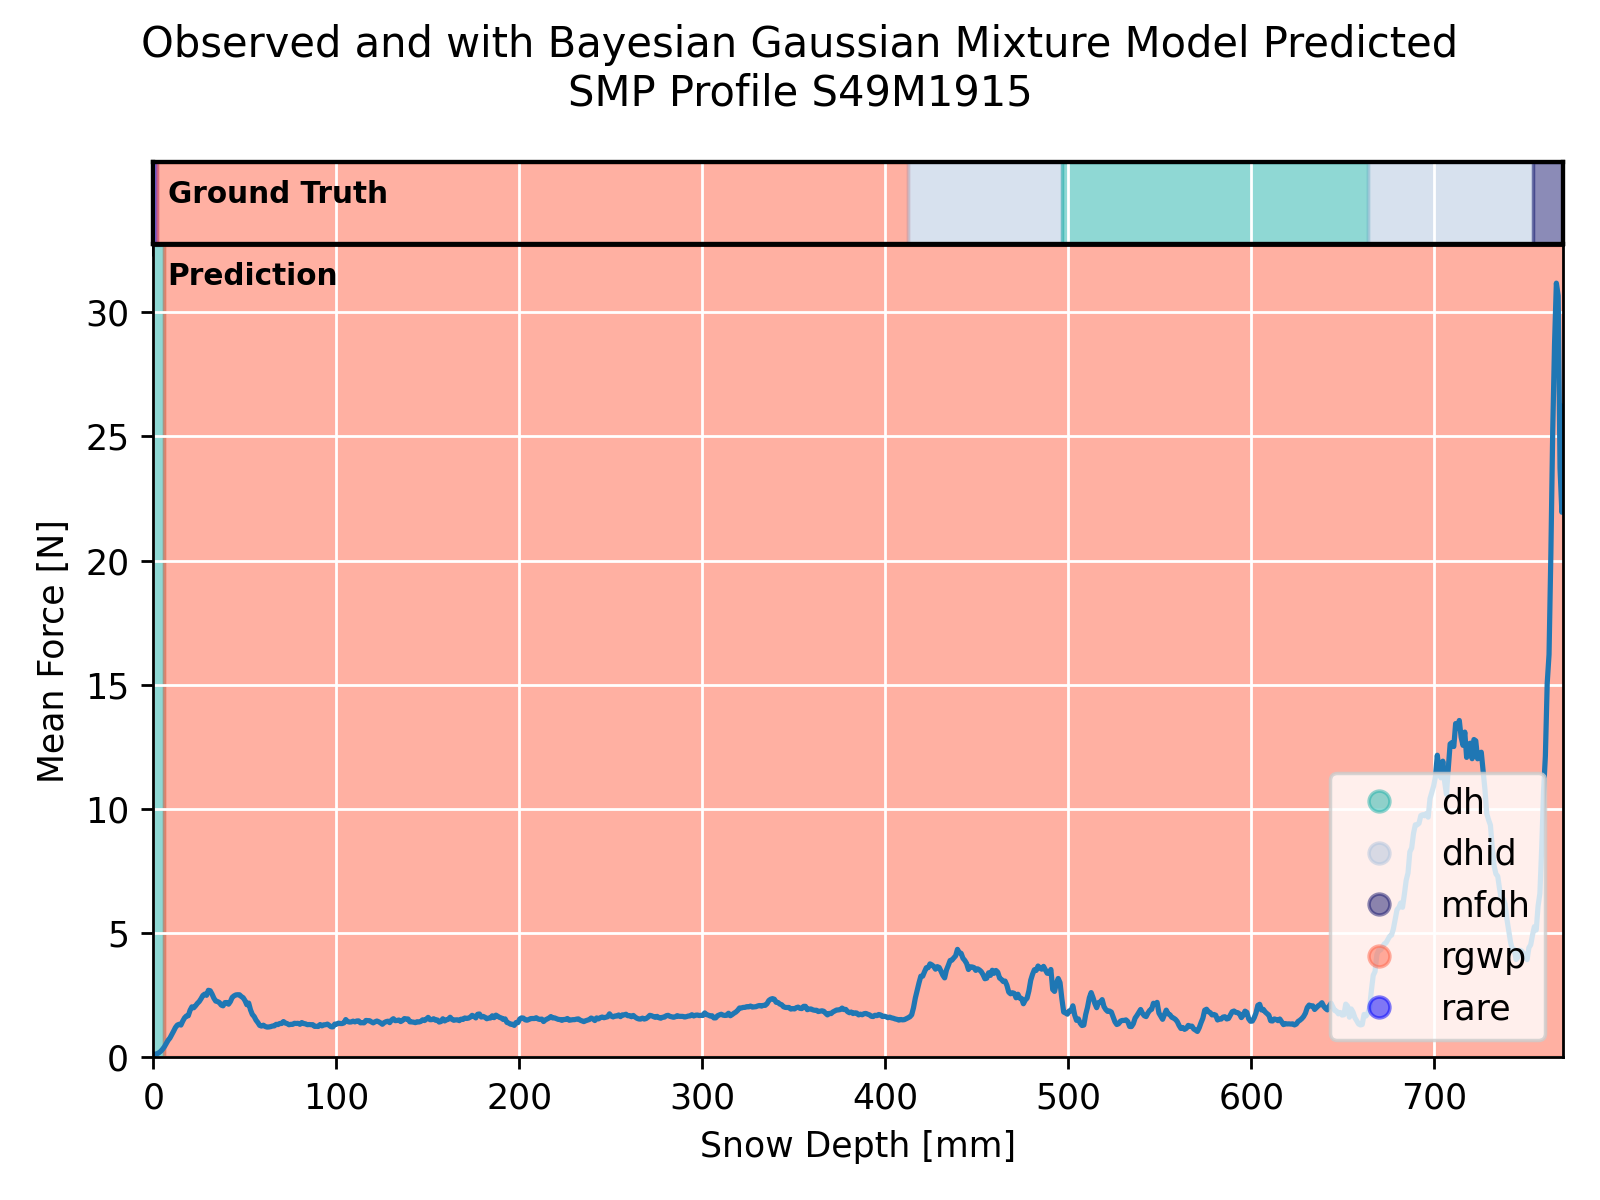 Observed and with Bayesian Gaussian Mixture Model Predicted
SMP Profile S49M1915
Ground Truth
Prediction
30
25
20
15
10
5
0
Mean Force [N]
dh
dhid
mfdh
rgwp
rare
0 100 200 300 400 500 600 700
Snow Depth [mm]